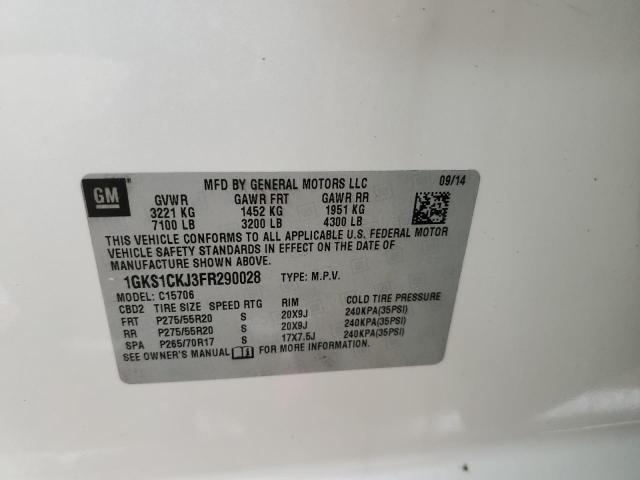 GM
MFD BY GENERAL MOTORS LLC 09/14
GVWR GAWR FRT GAWR RR
3221 KG 1452 KG 1951 KG
7100 LB 3200 LB 4300 LB
THIS VEHICLE CONFORMS TO ALL APPLICABLE U.S. FEDERAL MOTOR
VEHICLE SAFETY STANDARDS IN EFFECT ON THE DATE OF
MANUFACTURE SHOWN ABOVE.
1GKS1CKJ3FR290028 TYPE: M.P.V.
MODEL: C15706
CBD2 TIRE SIZE SPEED RTG RIM COLD TIRE PRESSURE
FRT P275/55R20 S 20X9J 240KPA(35PSI)
RR P275/55R20 S 20X9J 240KPA(35PSI)
SPA P265/70R17 S 17X7.5J 240KPA(35PSI)
SEE OWNER'S MANUAL FOR MORE INFORMATION.